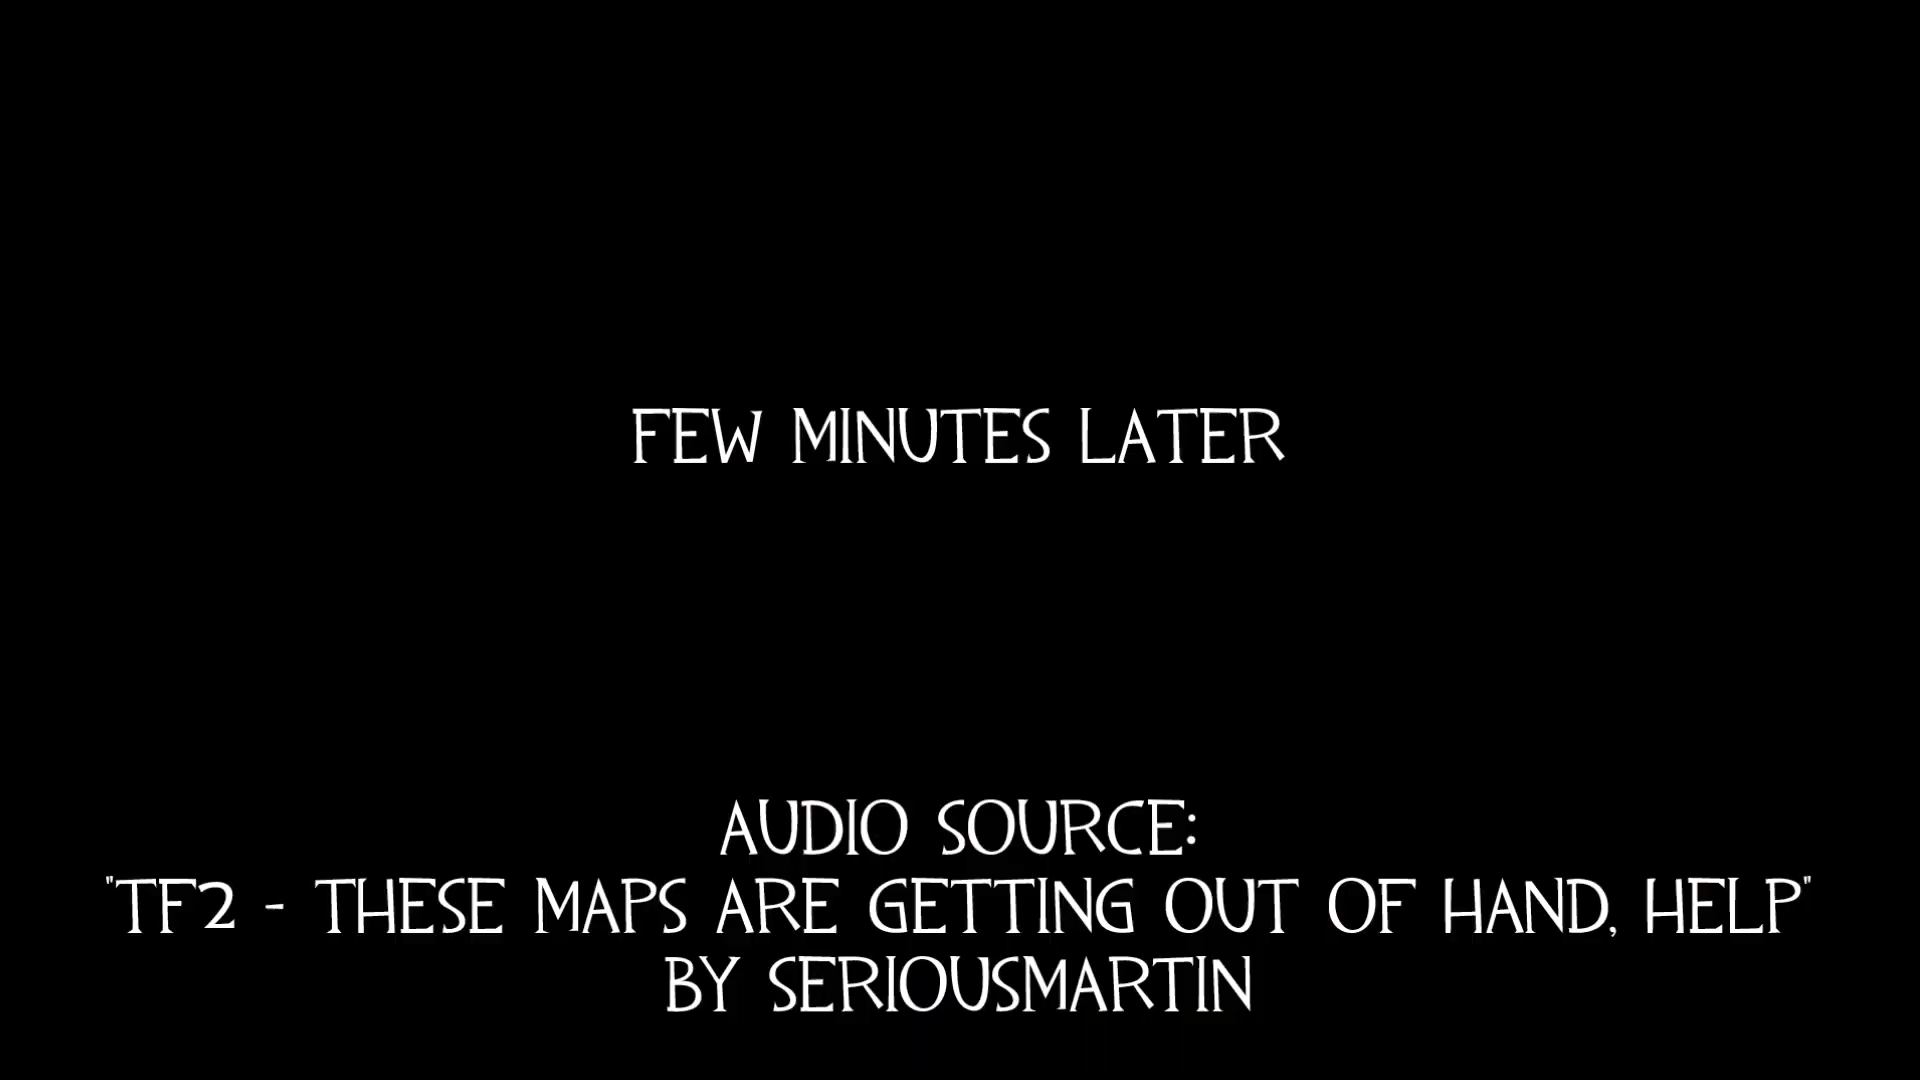 FEW MINUTES LATER
AUDIO SOURCE:
"TF2 - THESE MAPS ARE GETTING OUT OF HAND, HELP"
BY SERIOUSMARTIN